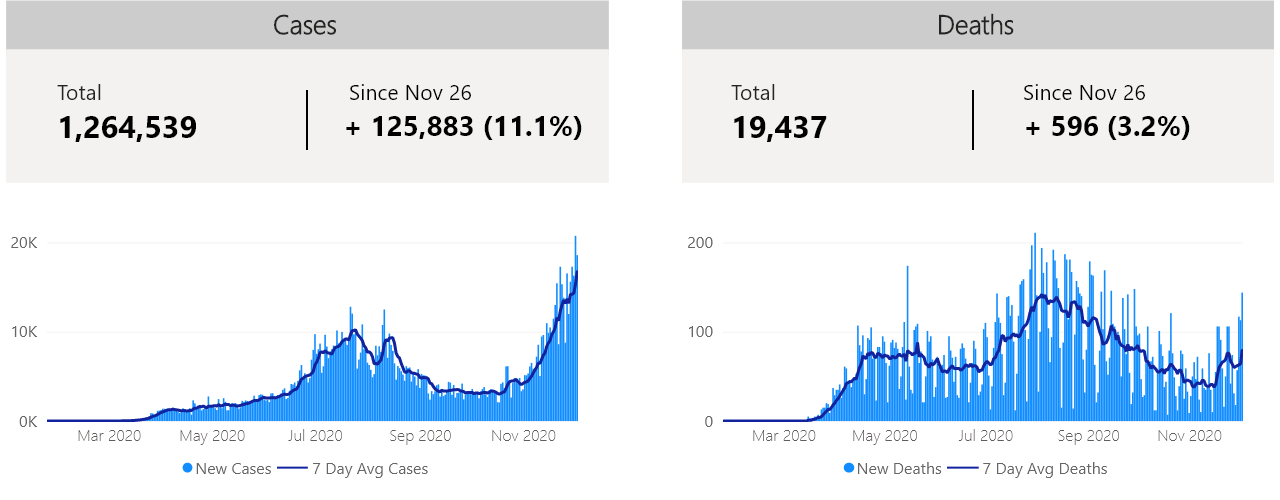 Cases
Total
1,264,539
Since Nov 26
+ 125,883 (11.1%)
20K
10K
0K
Mar 2020 May 2020 Jul 2020 Sep 2020 Nov 2020
New Cases 7 Day Avg Cases
Deaths
Total
19,437
Since Nov 26
+ 596 (3.2%)
200
100
0
Mar 2020 May 2020 Jul 2020 Sep 2020 Nov 2020
New Deaths 7 Day Avg Deaths